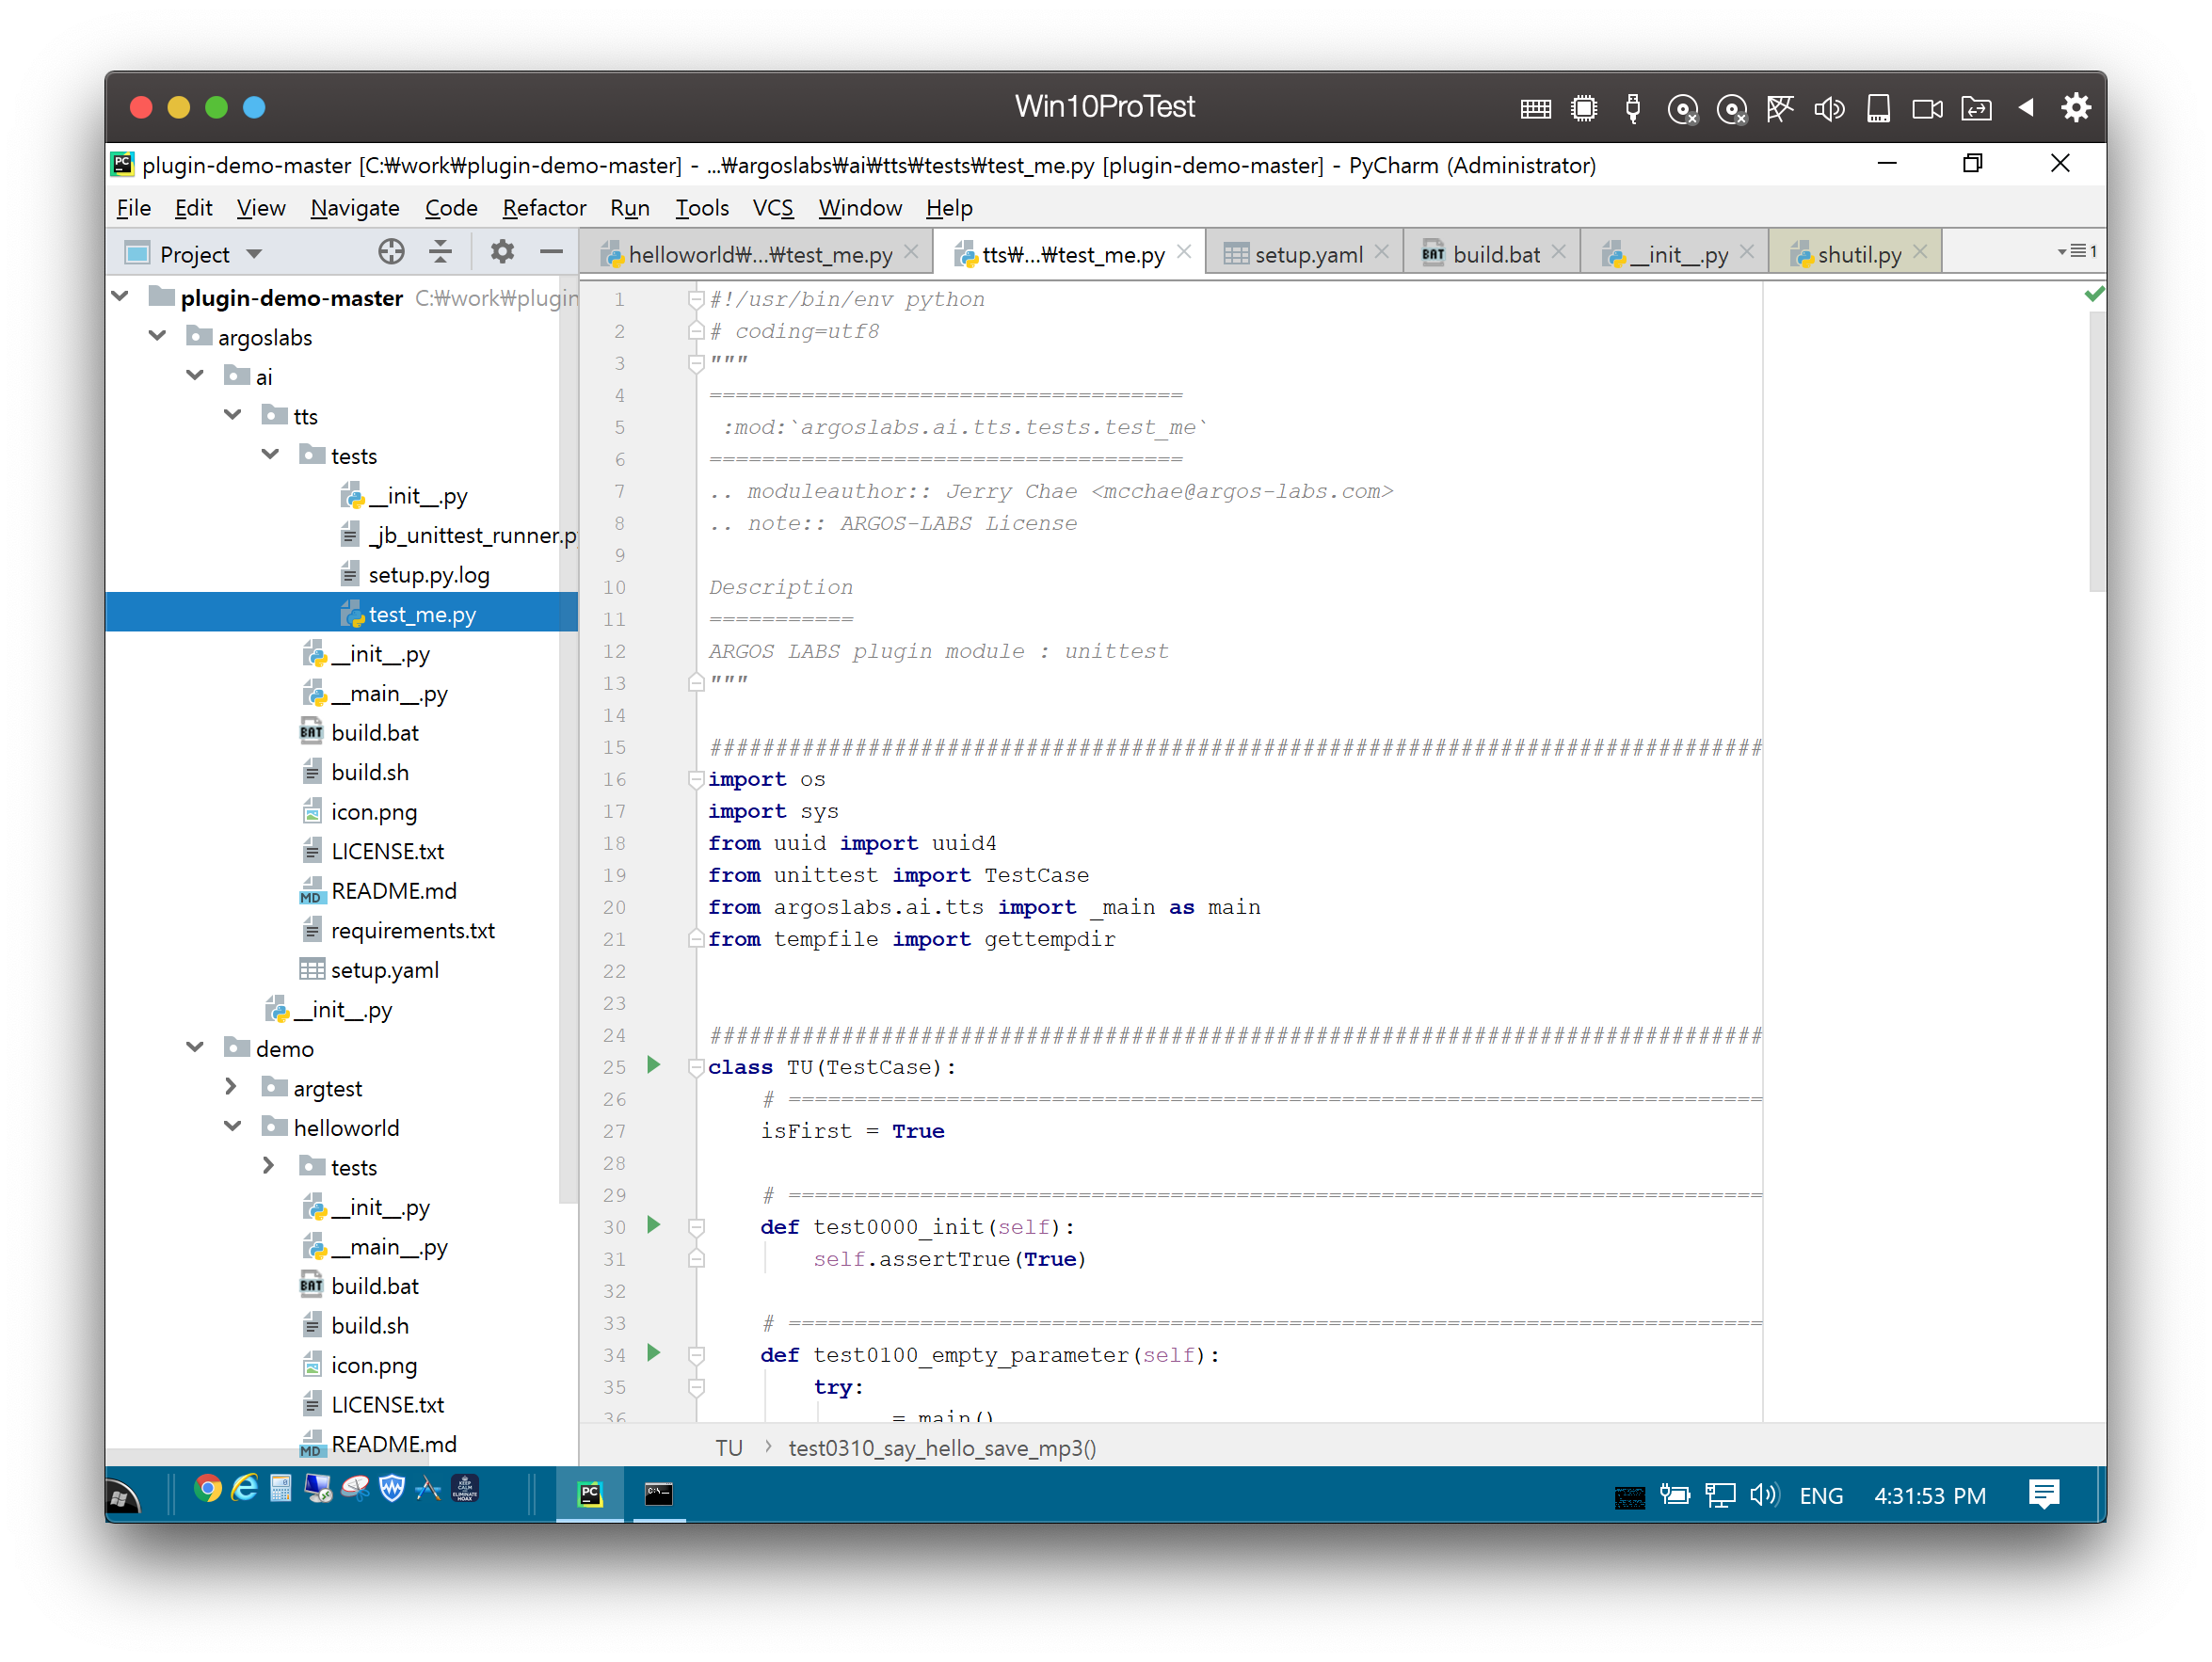 Win10ProTest
plugin-demo-master [C:₩work₩plugin-demo-master] - ...₩argoslabs₩ai₩tts₩tests₩test_me.py [plugin-demo-master] - PyCharm (Administrator)
File Edit View Navigate Code Refactor Run Tools VCS Window Help
Project
helloworld₩...₩test_me.py
tts₩...₩test_me.py
setup.yaml
build.bat
__init__.py
shutil.py
1
plugin-demo-master C:₩work₩plugin
argoslabs
ai
tts
tests
__init__.py
_jb_unittest_runner.p
setup.py.log
test_me.py
__init__.py
__main__.py
build.bat
build.sh
icon.png
LICENSE.txt
README.md
requirements.txt
setup.yaml
__init__.py
demo
argtest
helloworld
tests
__init__.py
__main__.py
build.bat
build.sh
icon.png
LICENSE.txt
README.md
1 #!/usr/bin/env python
2 # coding=utf8
3 """
4 ====================================
5 :mod:`argoslabs.ai.tts.tests.test_me`
6 ====================================
7 .. moduleauthor:: Jerry Chae <mcchae@argos-labs.com>
8 .. note:: ARGOS-LABS License
9
10 Description
11 ===========
12 ARGOS LABS plugin module : unittest
13 """
14
15 ################################################################################
16 import os
17 import sys
18 from uuid import uuid4
19 from unittest import TestCase
20 from argoslabs.ai.tts import _main as main
21 from tempfile import gettempdir
22
23
24 ################################################################################
25 class TU(TestCase):
26 # ==========================================================================
27 isFirst = True
28
29 # ==========================================================================
30 def test0000_init(self):
31 self.assertTrue(True)
32
33 # ==========================================================================
34 def test0100_empty_parameter(self):
35 try:
36 _ = main()
TU › test0310_say_hello_save_mp3()
ENG 4:31:53 PM